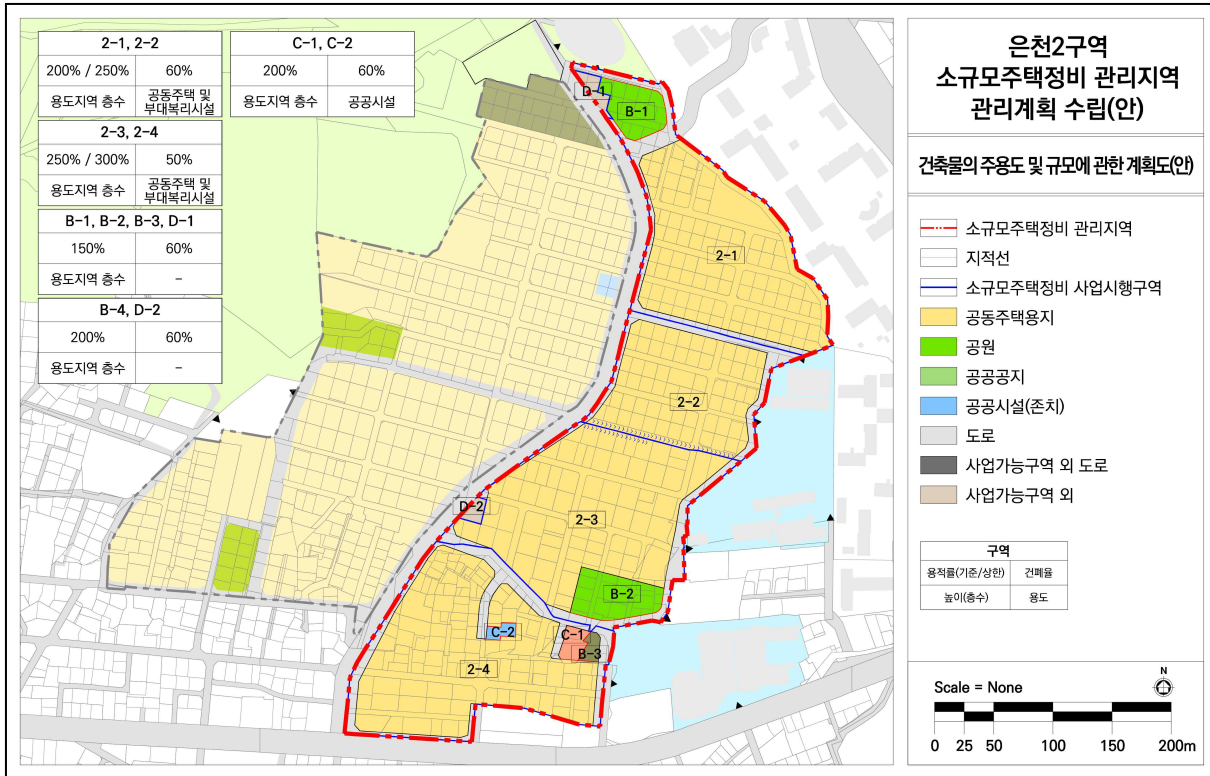 2-1, 2-2
200% / 250% 60%
용도지역 층수 공동주택 및
부대복리시설
2-3, 2-4
250% / 300% 50%
용도지역 층수 공동주택 및
부대복리시설
B-1, B-2, B-3, D-1
150% 60%
용도지역 층수 -
B-4, D-2
200% 60%
용도지역 층수 -
C-1, C-2
200% 60%
용도지역 층수 공공시설
D-1
B-1
2-1
2-2
D-2
2-3
B-2
C-2
C-1
B-3
2-4
은천2구역
소규모주택정비 관리지역
관리계획 수립(안)
건축물의 주용도 및 규모에 관한 계획도(안)
소규모주택정비 관리지역
지적선
소규모주택정비 사업시행구역
공동주택용지
공원
공공공지
공공시설(존치)
도로
사업가능구역 외 도로
사업가능구역 외
구역
용적률(기준/상한) 건폐율
높이(층수) 용도
Scale = None
N
0 25 50 100 150 200m